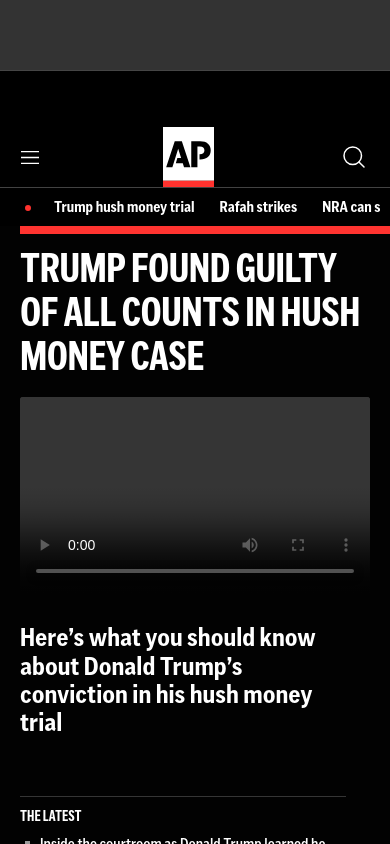 AP
Trump hush money trial Rafah strikes NRA can s
TRUMP FOUND GUILTY
OF ALL COUNTS IN HUSH
MONEY CASE
0:00
Here’s what you should know
about Donald Trump’s
conviction in his hush money
trial
THE LATEST
Inside the courtroom as Donald Trump learned he